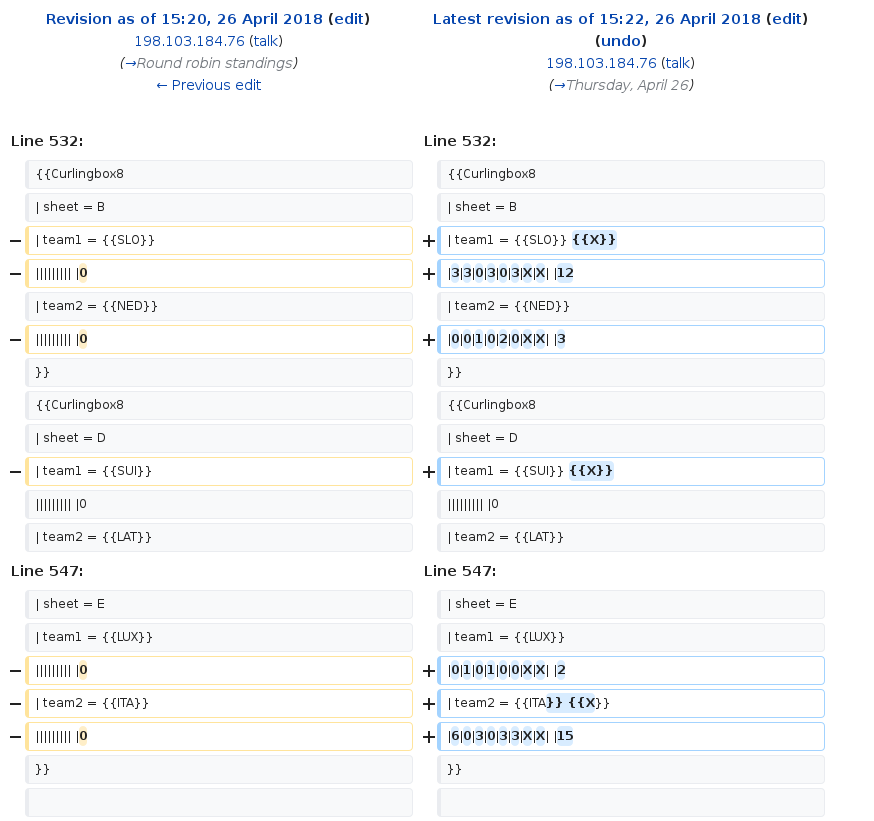 Revision as of 15:20, 26 April 2018 (edit)
198.103.184.76 (talk)
(→Round robin standings)
← Previous edit
Latest revision as of 15:22, 26 April 2018 (edit)
(undo)
198.103.184.76 (talk)
(→Thursday, April 26)
Line 532:
Line 532:
{{Curlingbox8
{{Curlingbox8
| sheet = B
| sheet = B
− | team1 = {{SLO}}
+ | team1 = {{SLO}} {{X}}
− ||||||||| |0
+ |3|3|0|3|0|3|X|X| |12
| team2 = {{NED}}
| team2 = {{NED}}
− ||||||||| |0
+ |0|0|1|0|2|0|X|X| |3
}}
}}
{{Curlingbox8
{{Curlingbox8
| sheet = D
| sheet = D
− | team1 = {{SUI}}
+ | team1 = {{SUI}} {{X}}
||||||||| |0
||||||||| |0
| team2 = {{LAT}}
| team2 = {{LAT}}
Line 547:
Line 547:
| sheet = E
| sheet = E
| team1 = {{LUX}}
| team1 = {{LUX}}
− ||||||||| |0
+ |0|1|0|1|0|0|X|X| |2
− | team2 = {{ITA}}
+ | team2 = {{ITA}} {{X}}
− ||||||||| |0
+ |6|0|3|0|3|3|X|X| |15
}}
}}